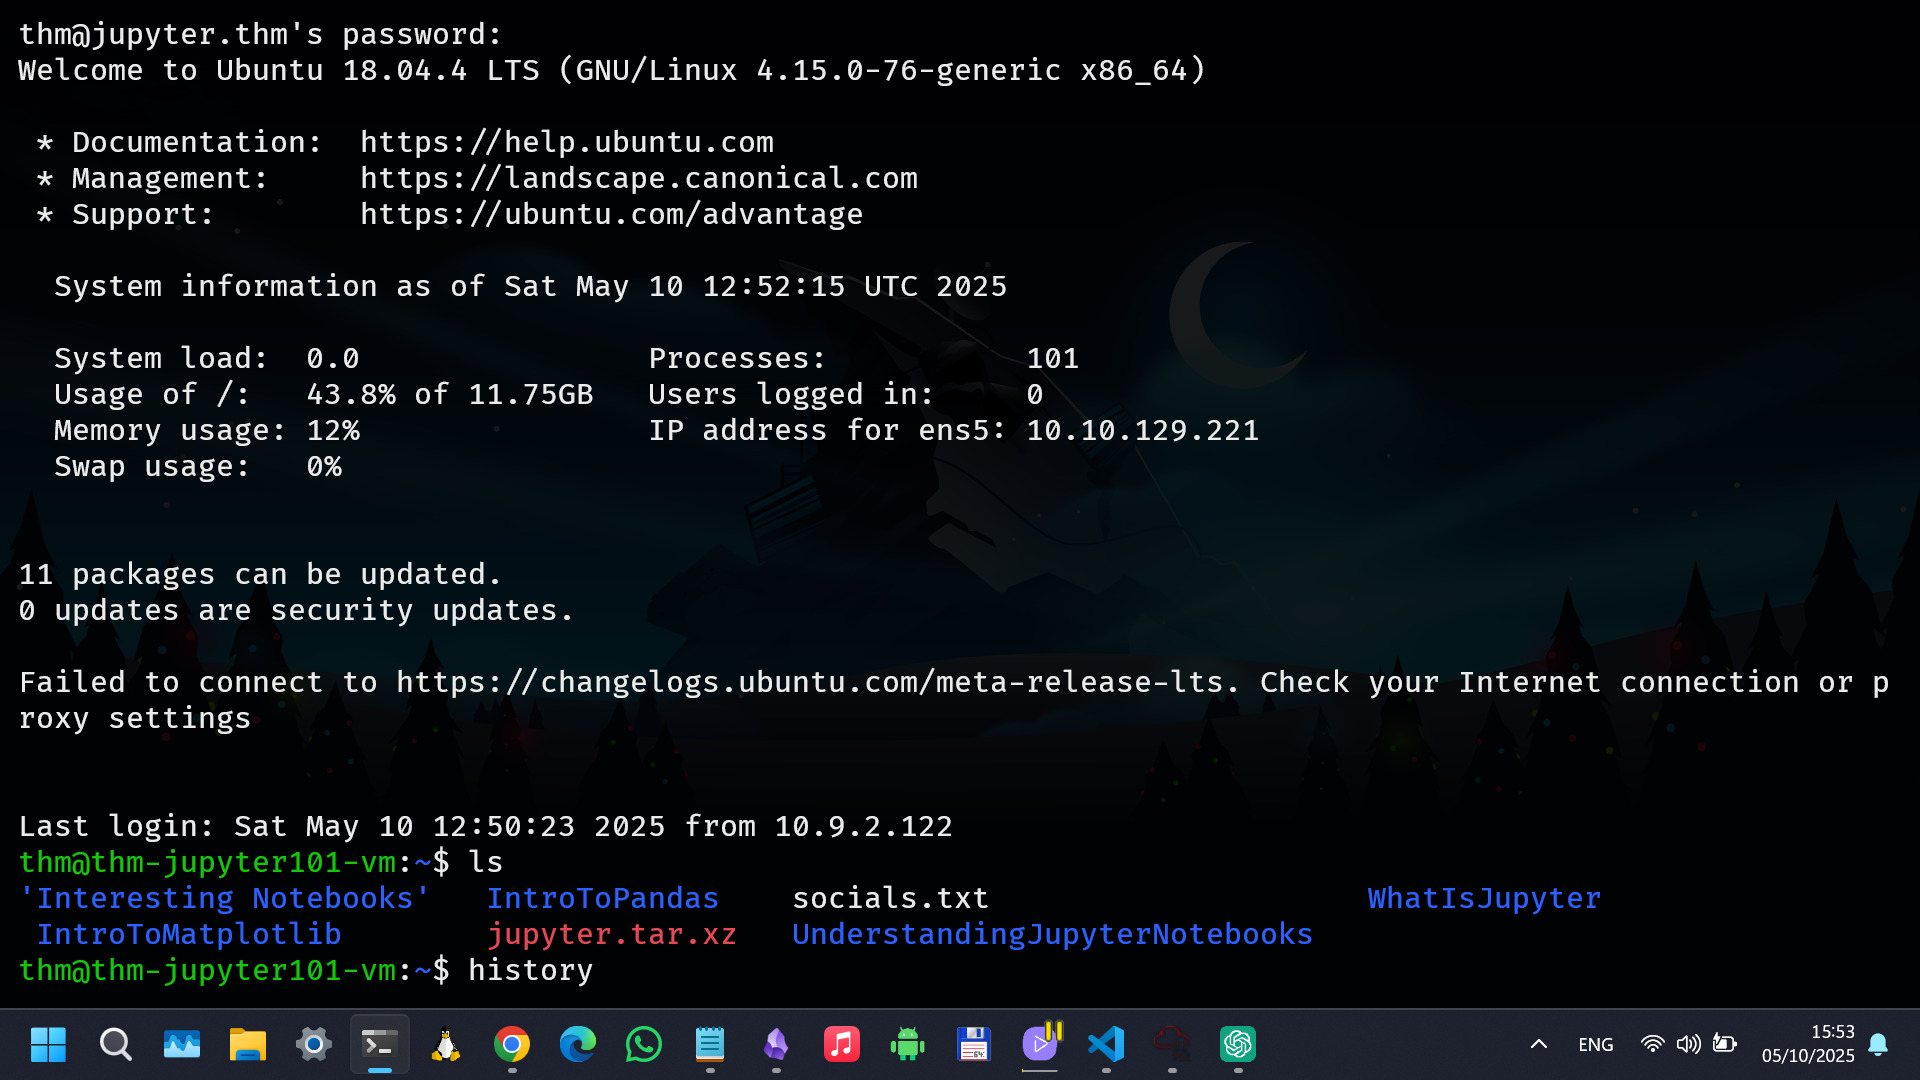 thm@jupyter.thm's password:
Welcome to Ubuntu 18.04.4 LTS (GNU/Linux 4.15.0-76-generic x86_64)
* Documentation:  https://help.ubuntu.com
* Management:     https://landscape.canonical.com
* Support:        https://ubuntu.com/advantage
System information as of Sat May 10 12:52:15 UTC 2025
System load:  0.0                Processes:           101
Usage of /:   43.8% of 11.75GB   Users logged in:     0
Memory usage: 12%                IP address for ens5: 10.10.129.221
Swap usage:   0%
11 packages can be updated.
0 updates are security updates.
Failed to connect to https://changelogs.ubuntu.com/meta-release-lts. Check your Internet connection or p
roxy settings
Last login: Sat May 10 12:50:23 2025 from 10.9.2.122
thm@thm-jupyter101-vm:~$ ls
'Interesting Notebooks'   IntroToPandas    socials.txt                     WhatIsJupyter
IntroToMatplotlib        jupyter.tar.xz   UnderstandingJupyterNotebooks
thm@thm-jupyter101-vm:~$ history
64
ENG
15:53
05/10/2025